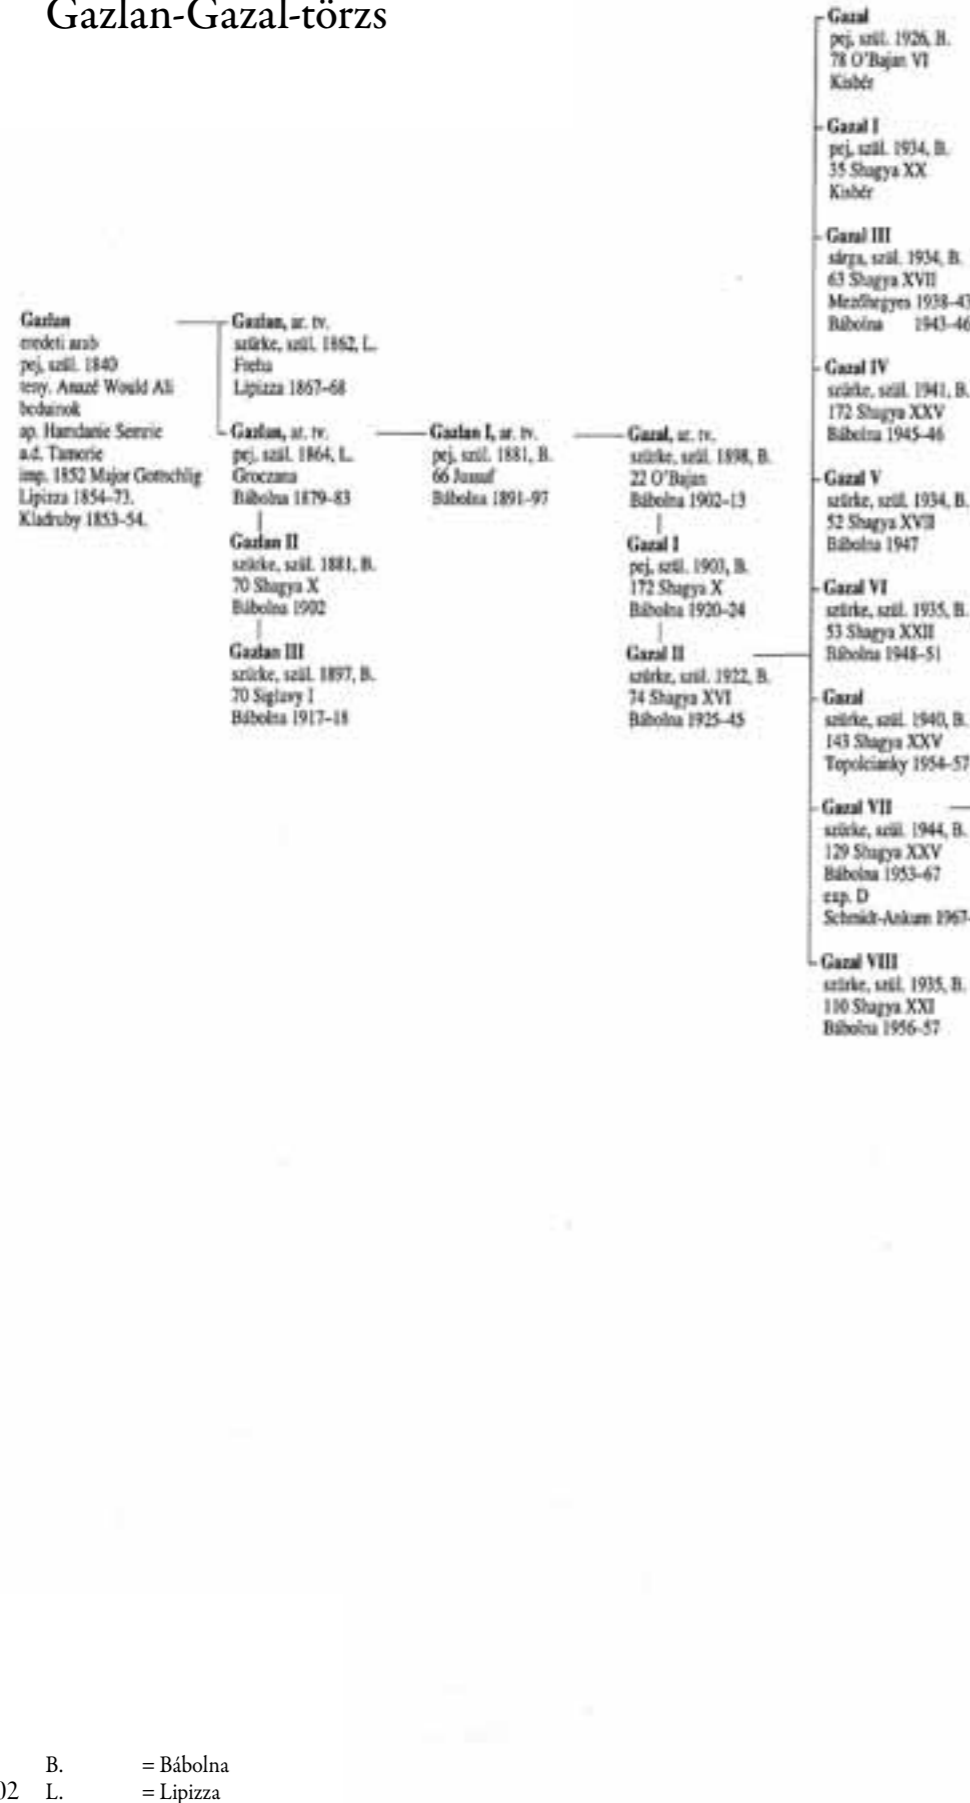 Gazlan-Gazal-törzs
Gazlan
eredeti arab
pej, szül. 1840
teny. Anazé Would Ali
beduinok
ap. Hamdanie Semrie
a.d. Tamerie
imp. 1852 Major Gottschlig
Lipizza 1854–73.
Kladruby 1853–54.
Gazlan, ar. tv.
szürke, szül. 1862, L.
Freha
Lipizza 1867–68
Gazlan, ar. tv.
pej, szül. 1864, L.
Groczana
Bábolna 1879–83
Gazlan II
szürke, szül. 1881, B.
70 Shagya X
Bábolna 1902
Gazlan III
szürke, szül. 1897, B.
70 Siglavy I
Bábolna 1917–18
Gazlan I, ar. tv.
pej, szül. 1881, B.
66 Jussuf
Bábolna 1891–97
Gazal, ar. tv.
szürke, szül. 1898, B.
22 O'Bajan
Bábolna 1902–13
Gazal I
pej, szül. 1903, B.
172 Shagya X
Bábolna 1920–24
Gazal II
szürke, szül. 1922, B.
74 Shagya XVI
Bábolna 1925–45
Gazal
pej, szül. 1926, B.
78 O'Bajan VI
Kisbér
Gazal I
pej, szül. 1934, B.
35 Shagya XX
Kisbér
Gazal III
sárga, szül. 1934, B.
63 Shagya XVII
Mezőhegyes 1938–43
Bábolna 1943–46
Gazal IV
szürke, szül. 1941, B.
172 Shagya XXV
Bábolna 1945–46
Gazal V
szürke, szül. 1934, B.
52 Shagya XVII
Bábolna 1947
Gazal VI
szürke, szül. 1935, B.
53 Shagya XXII
Bábolna 1948–51
Gazal
szürke, szül. 1940, B.
143 Shagya XXV
Topolcianky 1954–57
Gazal VII
szürke, szül. 1944, B.
129 Shagya XXV
Bábolna 1953–67
exp. D
Schmidt-Ankum 1967-
Gazal VIII
szürke, szül. 1935, B.
110 Shagya XXI
Bábolna 1956–57
B. = Bábolna
02 L. = Lipizza